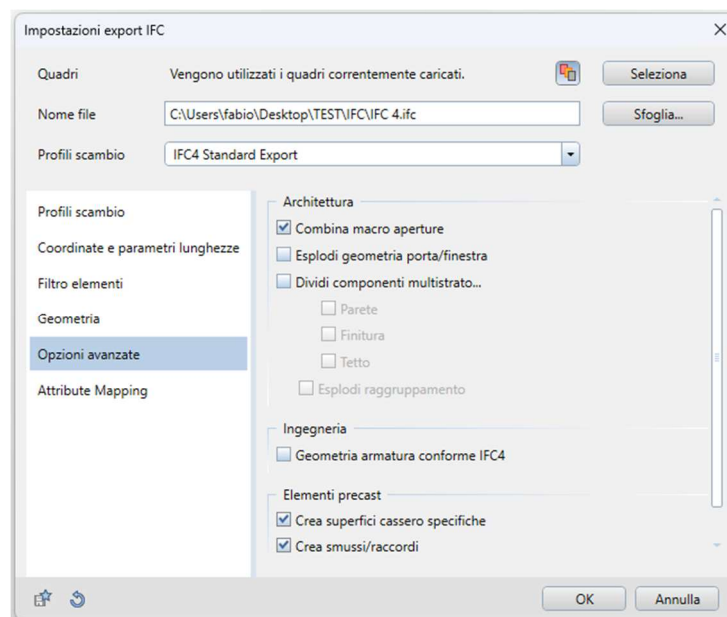 Impostazioni export IFC
Quadri Vengono utilizzati i quadri correntemente caricati. Seleziona
Nome file C:\Users\fabio\Desktop\TEST\IFC\IFC 4.ifc Sfoglia...
Profili scambio IFC4 Standard Export
Profili scambio
Coordinate e parametri lunghezze
Filtro elementi
Geometria
Opzioni avanzate
Attribute Mapping
Architettura
Combina macro aperture
Esplodi geometria porta/finestra
Dividi componenti multistrato...
Parete
Finitura
Tetto
Esplodi raggruppamento
Ingegneria
Geometria armatura conforme IFC4
Elementi precast
Crea superfici cassero specifiche
Crea smussi/raccordi
OK Annulla